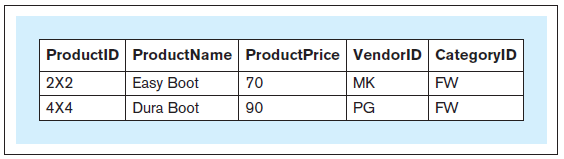 ProductID ProductName ProductPrice VendorID CategoryID
2X2 Easy Boot 70 MK FW
4X4 Dura Boot 90 PG FW